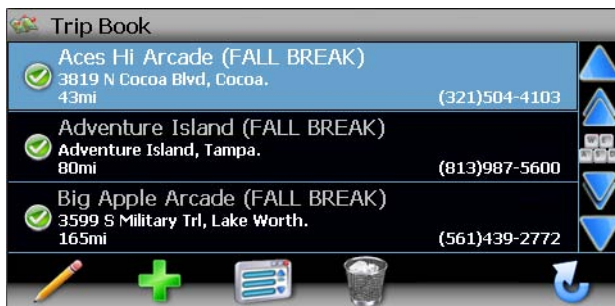 Trip Book
Aces Hi Arcade (FALL BREAK)
3819 N Cocoa Blvd, Cocoa.
43mi (321)504-4103
Adventure Island (FALL BREAK)
Adventure Island, Tampa.
80mi (813)987-5600
Big Apple Arcade (FALL BREAK)
3599 S Military Trl, Lake Worth.
165mi (561)439-2772